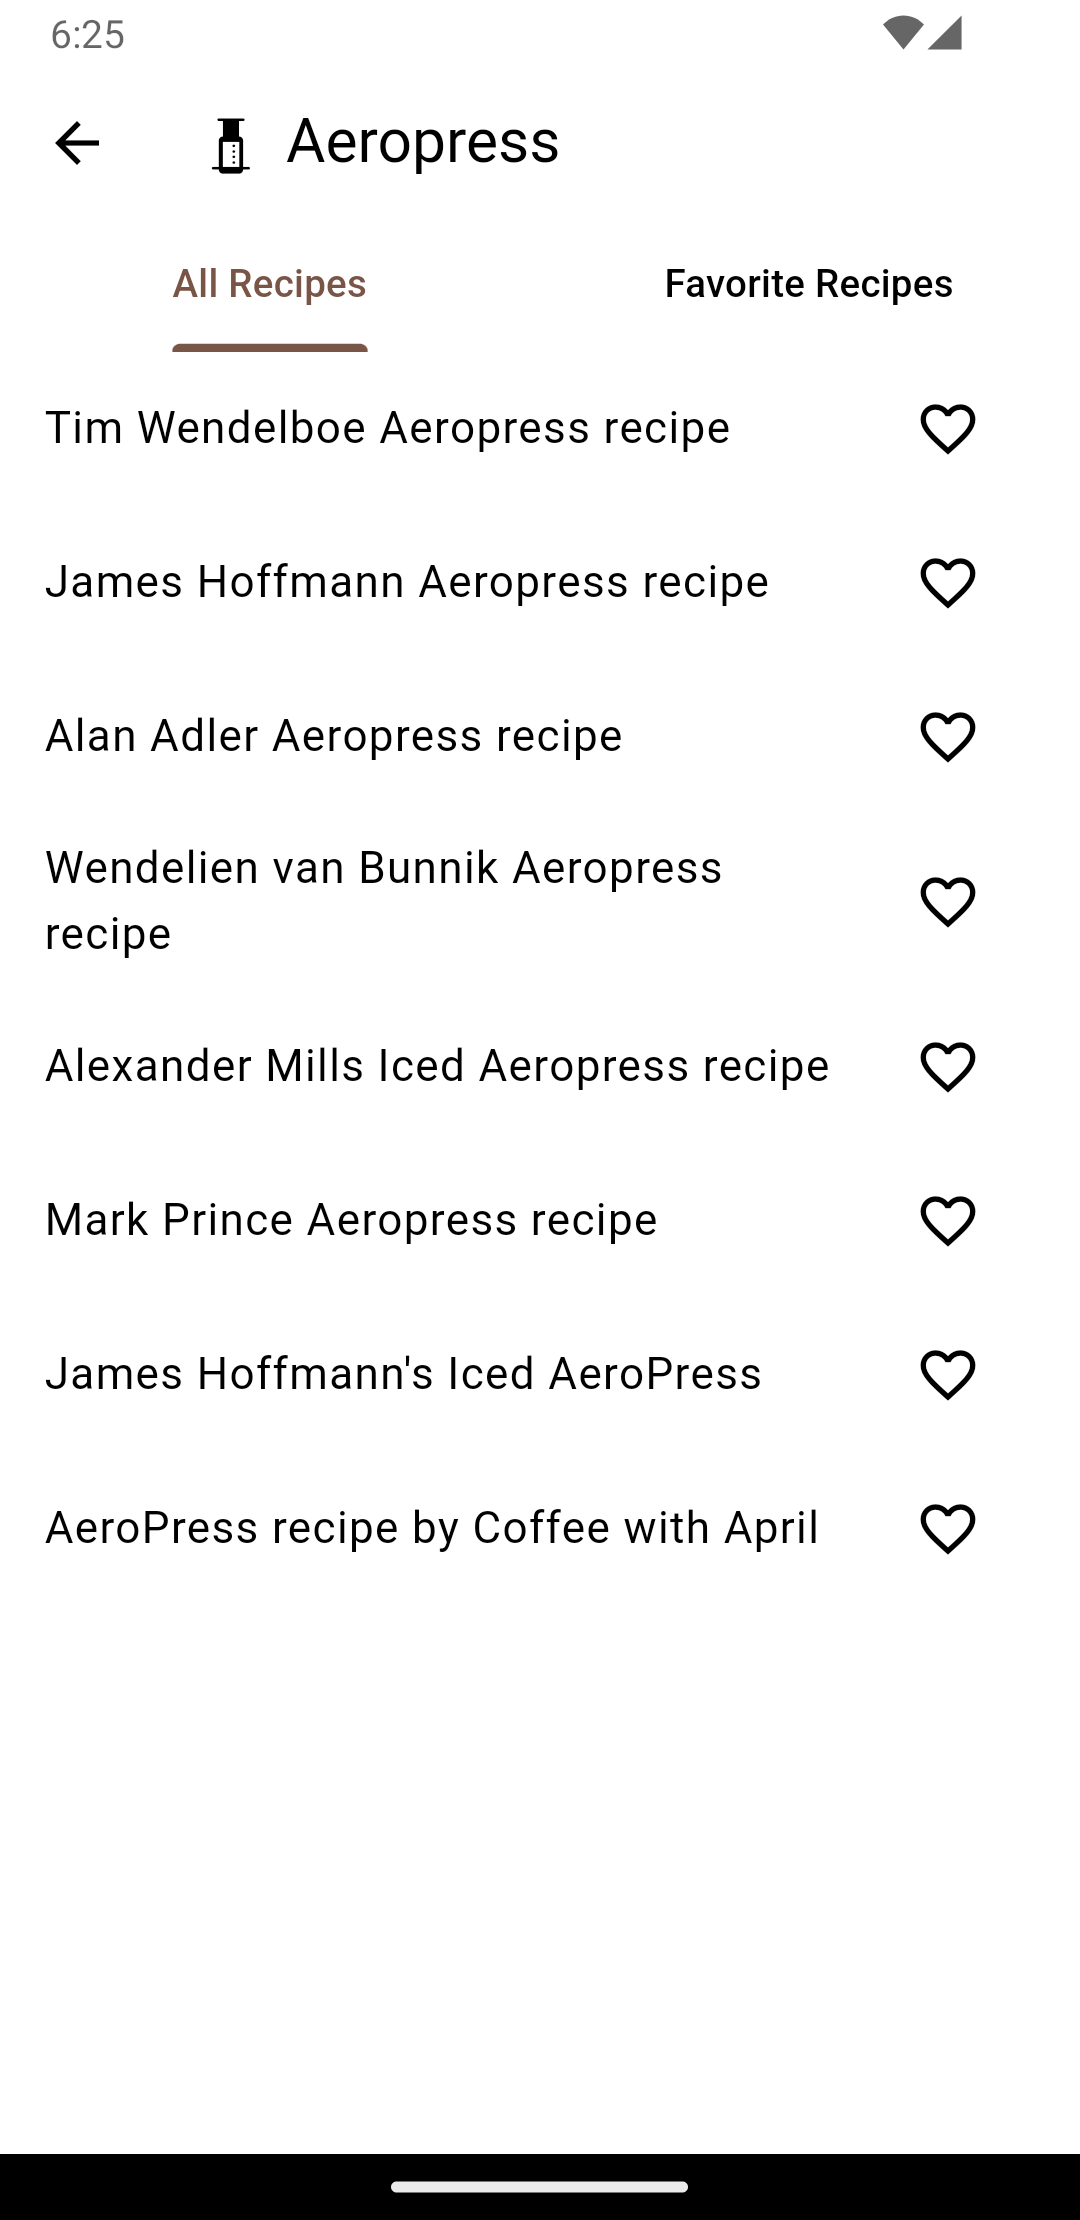 6:25
Aeropress
All Recipes
Favorite Recipes
Tim Wendelboe Aeropress recipe
James Hoffmann Aeropress recipe
Alan Adler Aeropress recipe
Wendelien van Bunnik Aeropress
recipe
Alexander Mills Iced Aeropress recipe
Mark Prince Aeropress recipe
James Hoffmann's Iced AeroPress
AeroPress recipe by Coffee with April